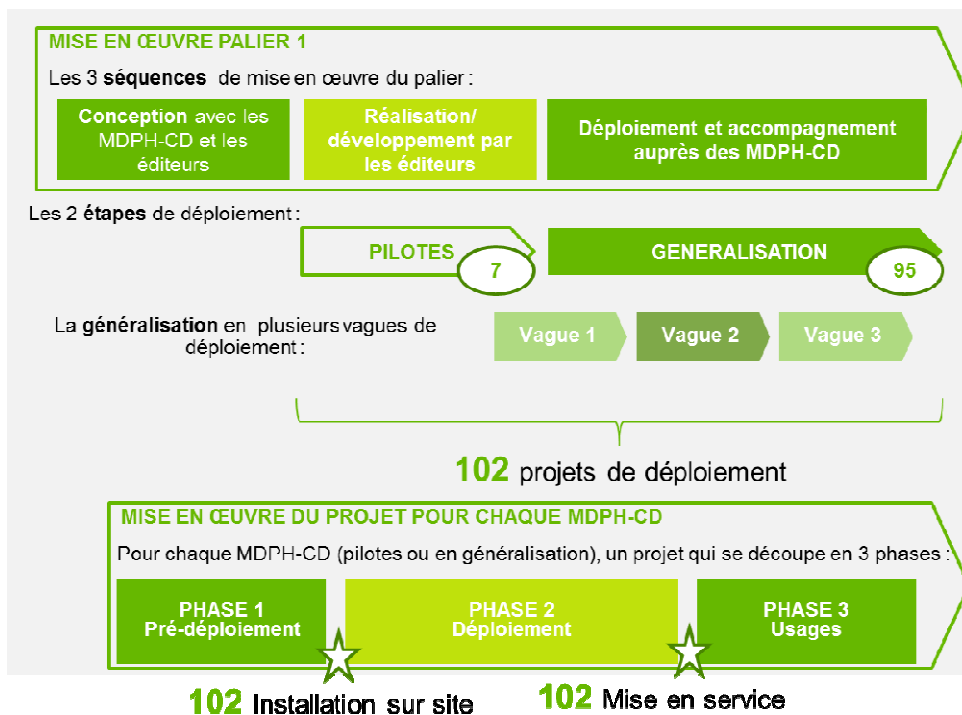 MISE EN ŒUVRE PALIER 1
Les 3 séquences de mise en œuvre du palier :
Conception avec les
MDPH-CD et les
éditeurs
Réalisation/
développement par
les éditeurs
Déploiement et accompagnement
auprès des MDPH-CD
Les 2 étapes de déploiement :
PILOTES
7
GENERALISATION
95
La généralisation en plusieurs vagues de
déploiement :
Vague 1
Vague 2
Vague 3
102 projets de déploiement
MISE EN ŒUVRE DU PROJET POUR CHAQUE MDPH-CD
Pour chaque MDPH-CD (pilotes ou en généralisation), un projet qui se découpe en 3 phases :
PHASE 1
Pré-déploiement
PHASE 2
Déploiement
PHASE 3
Usages
102 Installation sur site
102 Mise en service